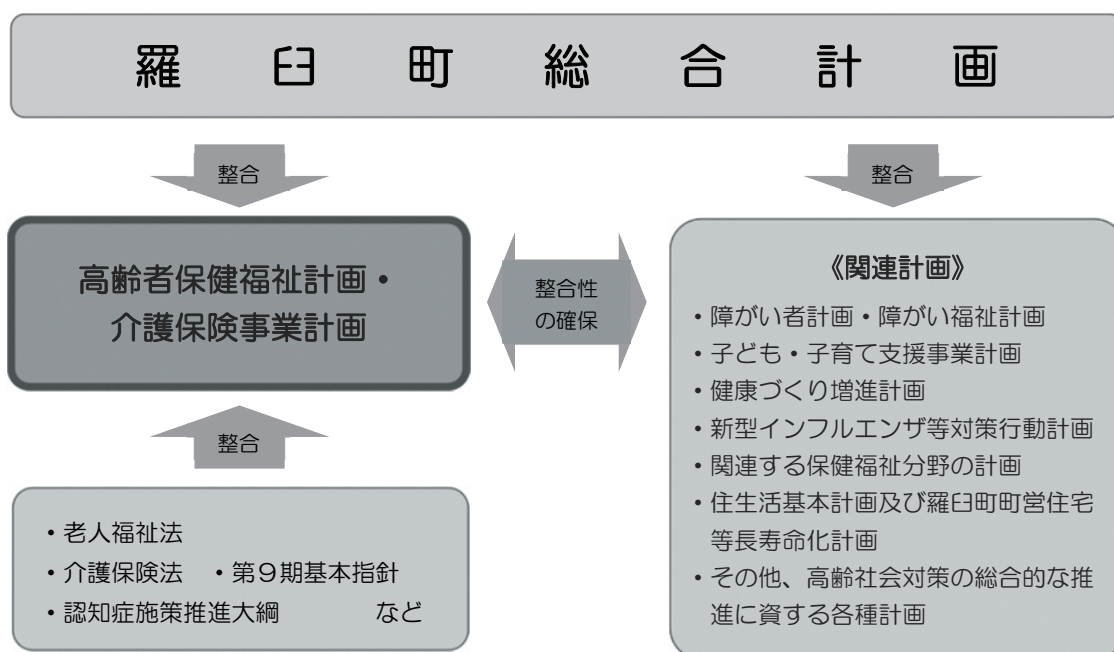 羅臼町総合計画
整合
整合
高齢者保健福祉計画・
介護保険事業計画
整合性
の確保
《関連計画》
・障がい者計画・障がい福祉計画
・子ども・子育て支援事業計画
・健康づくり増進計画
・新型インフルエンザ等対策行動計画
・関連する保健福祉分野の計画
・住生活基本計画及び羅臼町町営住宅
等長寿命化計画
・その他、高齢社会対策の総合的な推
進に資する各種計画
整合
・老人福祉法
・介護保険法　・第９期基本指針
・認知症施策推進大綱　　　など